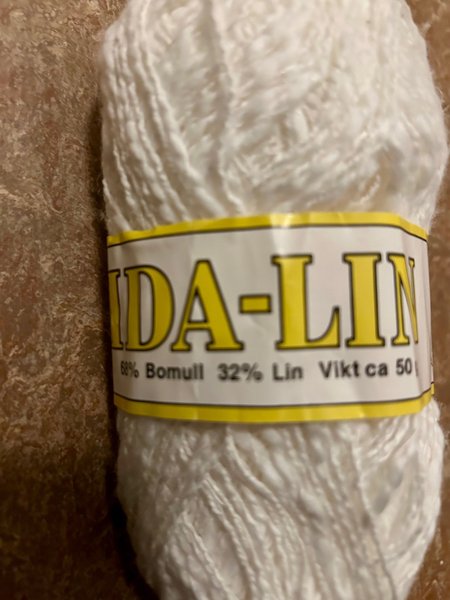 IDA-LIN
68% Bomull 32% Lin Vikt ca 50